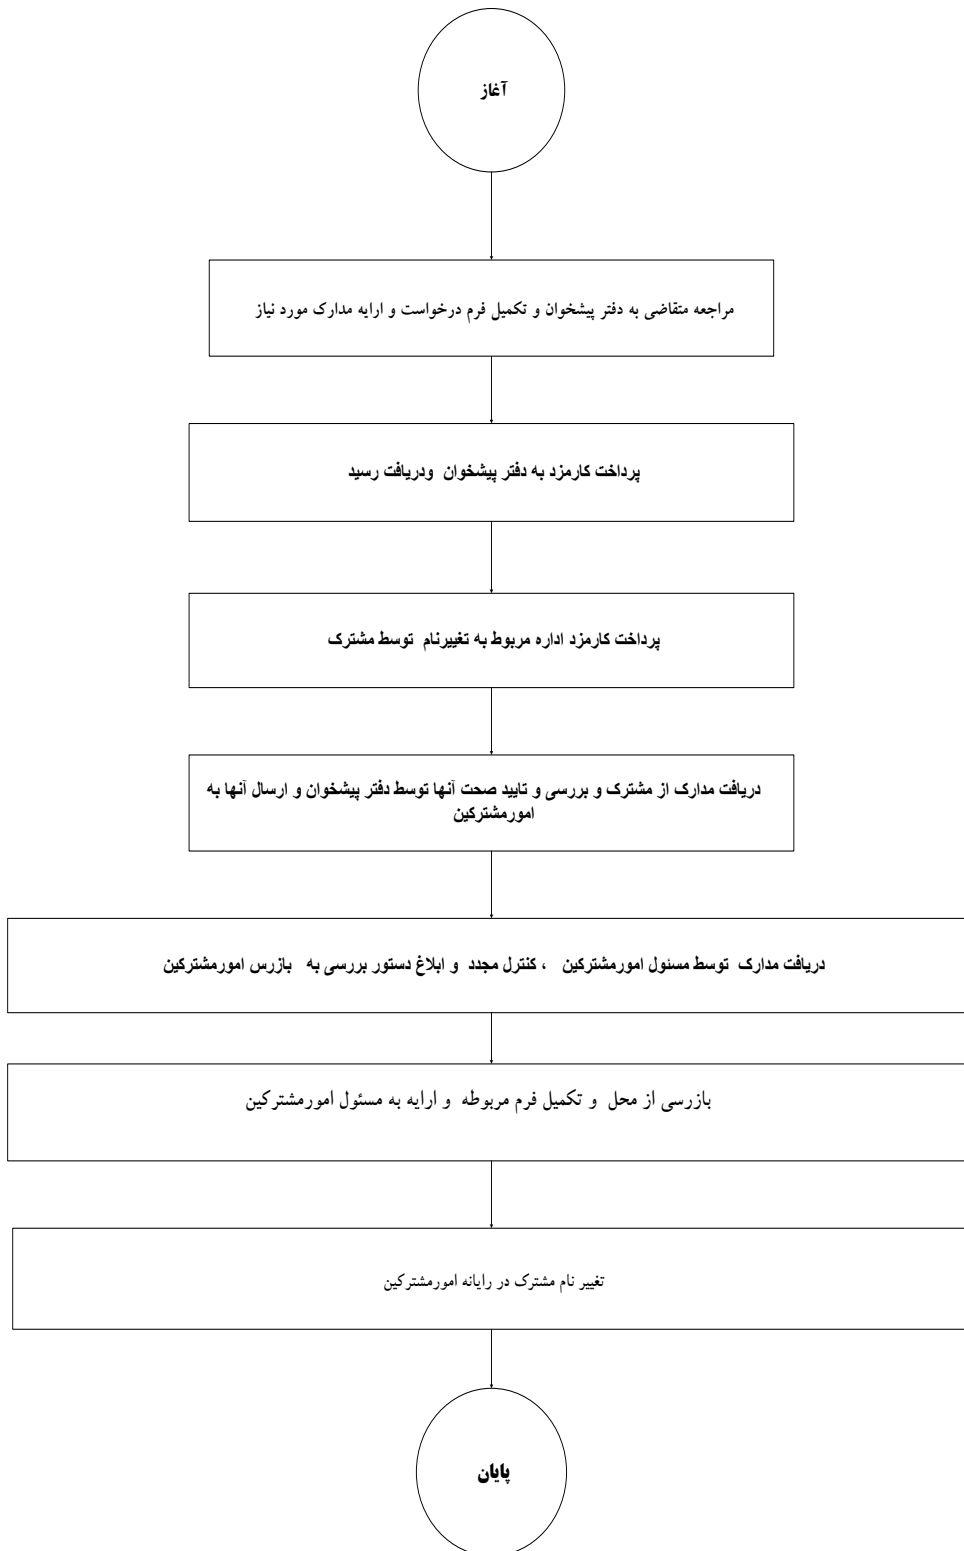 آغاز
مراجعه متقاضی به دفتر پیشخوان و تکمیل فرم درخواست و ارایه مدارک مورد نیاز
پرداخت کارمزد به دفتر پیشخوان ودریافت رسید
پرداخت کارمزد اداره مربوط به تغییرنام توسط مشترک
دریافت مدارک از مشترک و بررسی و تایید صحت آنها توسط دفتر پیشخوان و ارسال آنها به
امورمشترکین
دریافت مدارک توسط مسئول امورمشترکین ، کنترل مجدد و ابلاغ دستور بررسی به بازرس امورمشترکین
بازرسی از محل و تکمیل فرم مربوطه و ارایه به مسئول امورمشترکین
تغییر نام مشترک در رایانه امورمشترکین
پایان